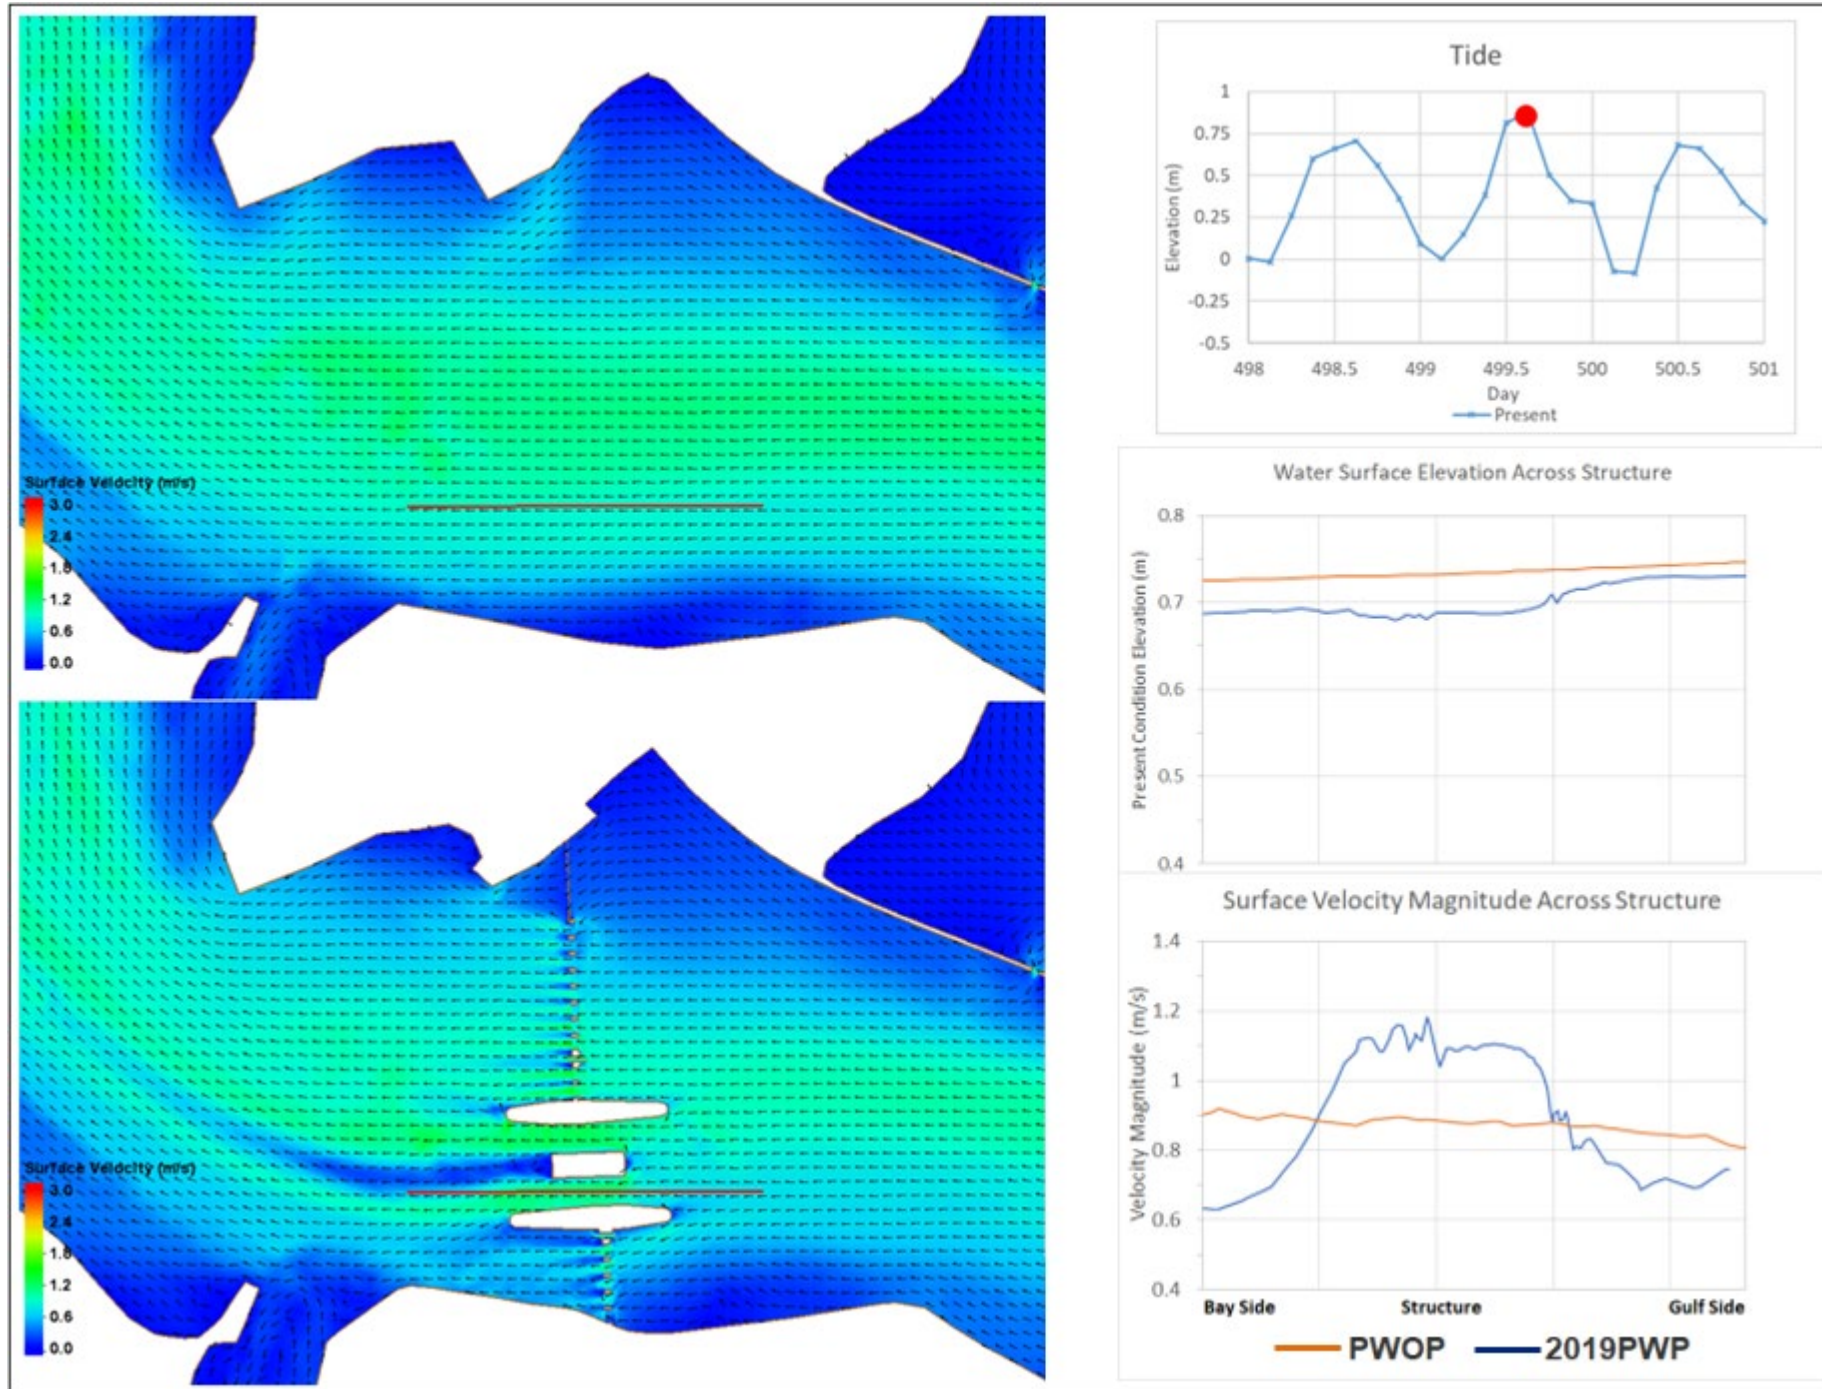 Surface Velocity (m/s)
3.0
2.4
1.8
1.2
0.6
0.0
Surface Velocity (m/s)
3.0
2.4
1.8
1.2
0.6
0.0
Tide
Elevation (m)
1
0.75
0.5
0.25
0
-0.25
-0.5
498 498.5 499 499.5 500 500.5 501
Day
Present
Water Surface Elevation Across Structure
Present Condition Elevation (m)
0.8
0.7
0.6
0.5
0.4
Surface Velocity Magnitude Across Structure
Velocity Magnitude (m/s)
1.4
1.2
1
0.8
0.6
0.4
Bay Side Structure Gulf Side
PWOP 2019PWP